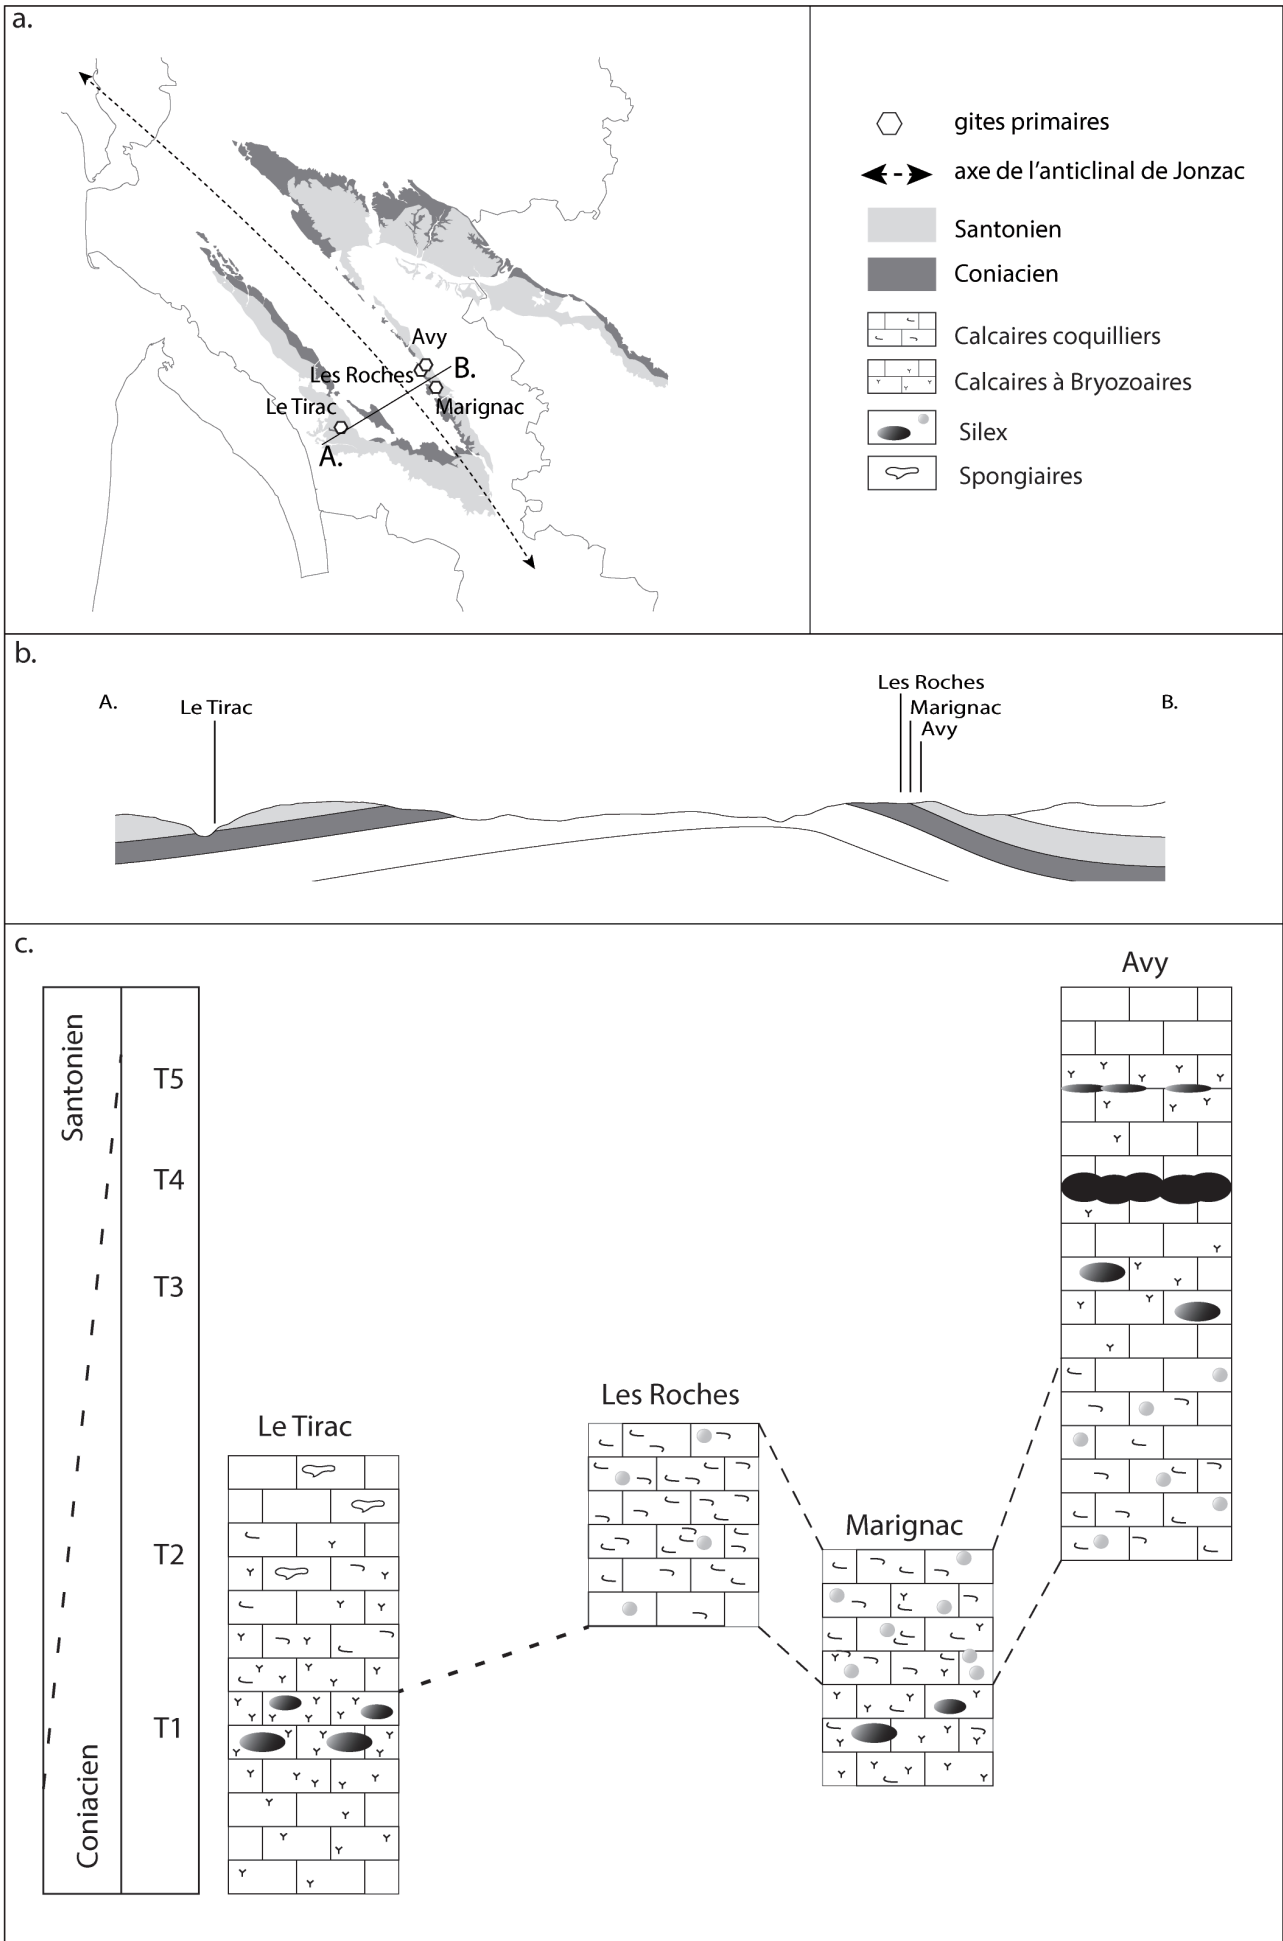 a.
Avy
Les Roches
B.
Le Tirac
Marignac
A.
gites primaires
axe de l'anticlinal de Jonzac
Santonien
Coniacien
Calcaires coquilliers
Calcaires à Bryozoaires
Silex
Spongiaires
b.
A.
Le Tirac
Les Roches
Marignac
Avy
B.
c.
Avy
Santonien
T5
T4
T3
Les Roches
Le Tirac
Marignac
T2
T1
Coniacien